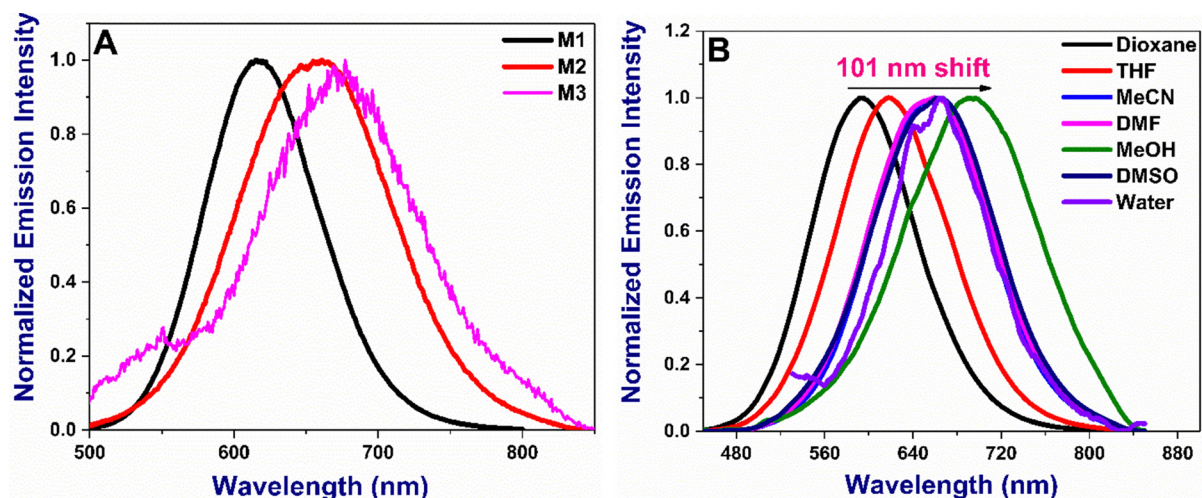 A
M1
M2
M3
Normalized Emission Intensity
1.0
0.8
0.6
0.4
0.2
0.0
500
600
700
800
Wavelength (nm)
B
101 nm shift
Dioxane
THF
MeCN
DMF
MeOH
DMSO
Water
Normalized Emission Intensity
1.2
1.0
0.8
0.6
0.4
0.2
0.0
480
560
640
720
800
880
Wavelength (nm)